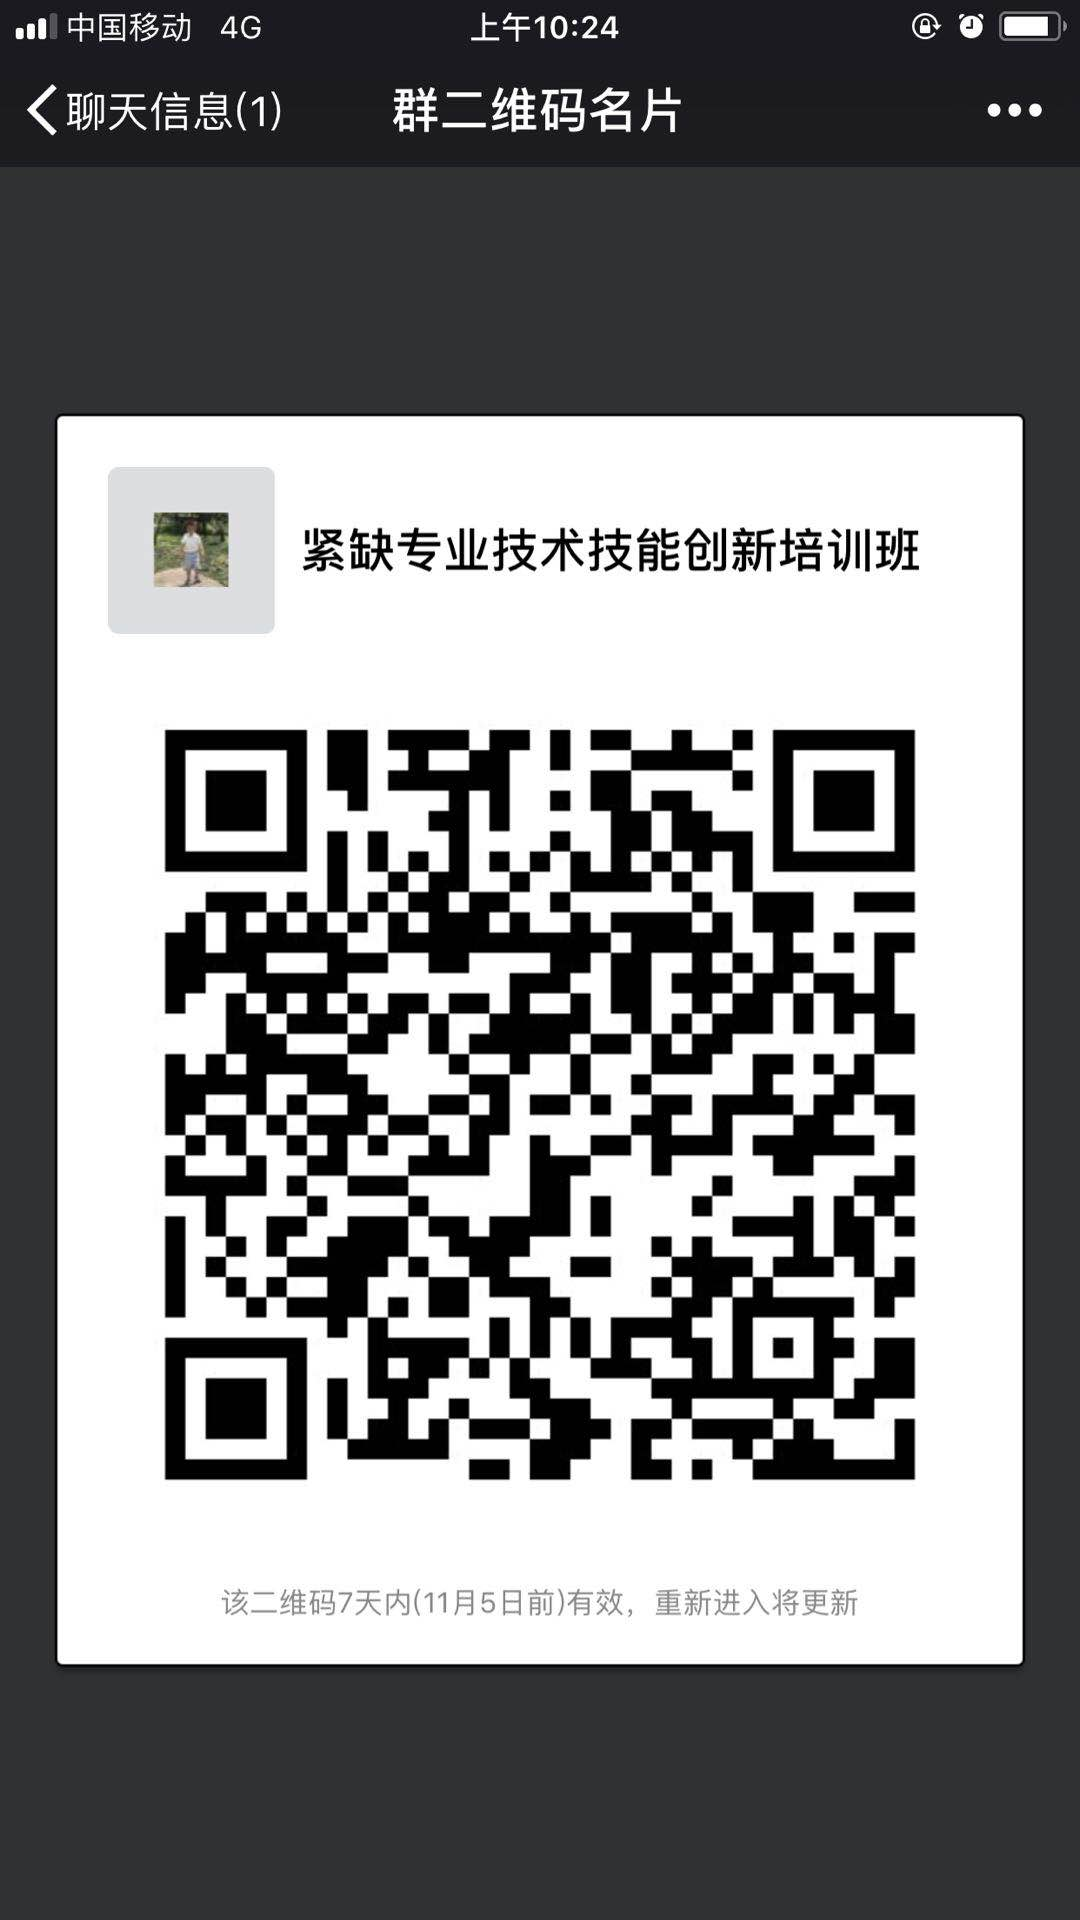 中国移动 4G 上午10:24
聊天信息(1) 群二维码名片
紧缺专业技术技能创新培训班
该二维码7天内(11月5日前)有效，重新进入将更新